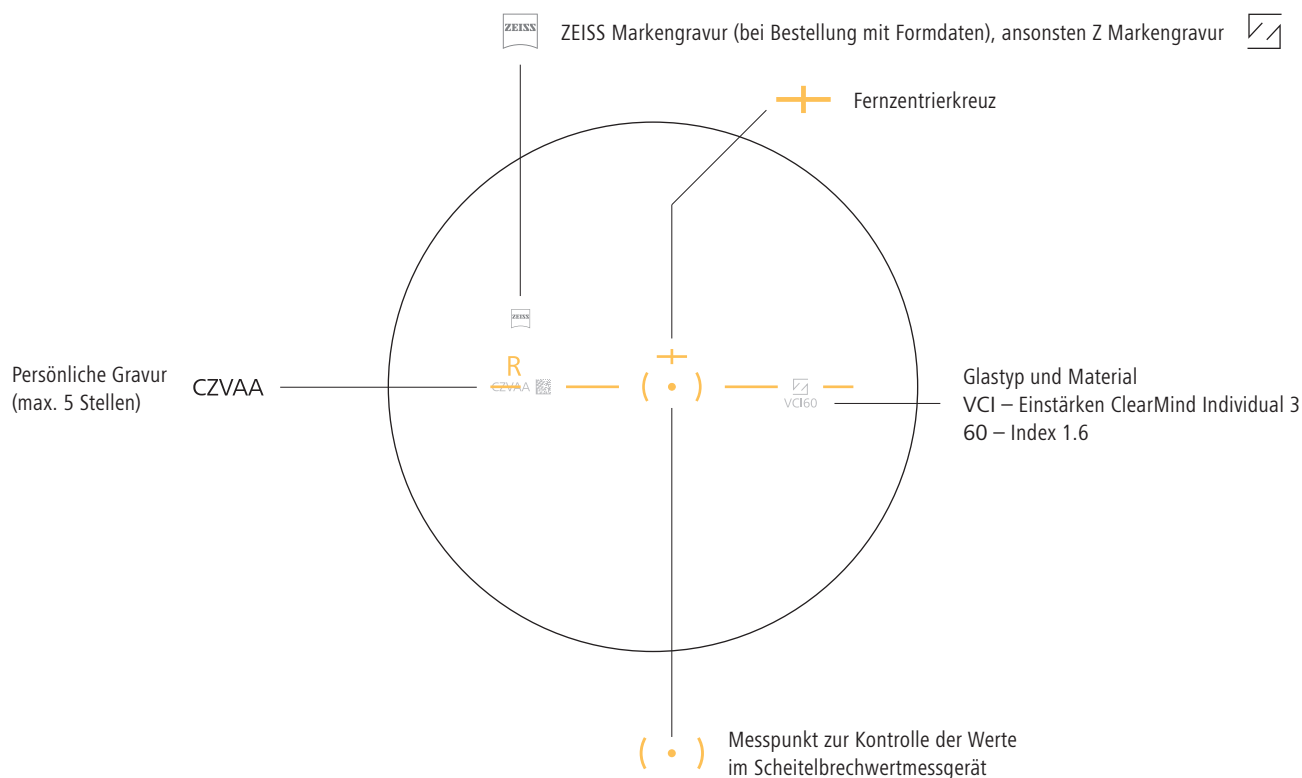 ZEISS
ZEISS Markengravur (bei Bestellung mit Formdaten), ansonsten Z Markengravur
Fernzentrierkreuz
ZEISS
R
CZVAA
Persönliche Gravur
(max. 5 Stellen)
CZVAA
VCI60
Glastyp und Material
VCI – Einstärken ClearMind Individual 3
60 – Index 1.6
Messpunkt zur Kontrolle der Werte
im Scheitelbrechwertmessgerät